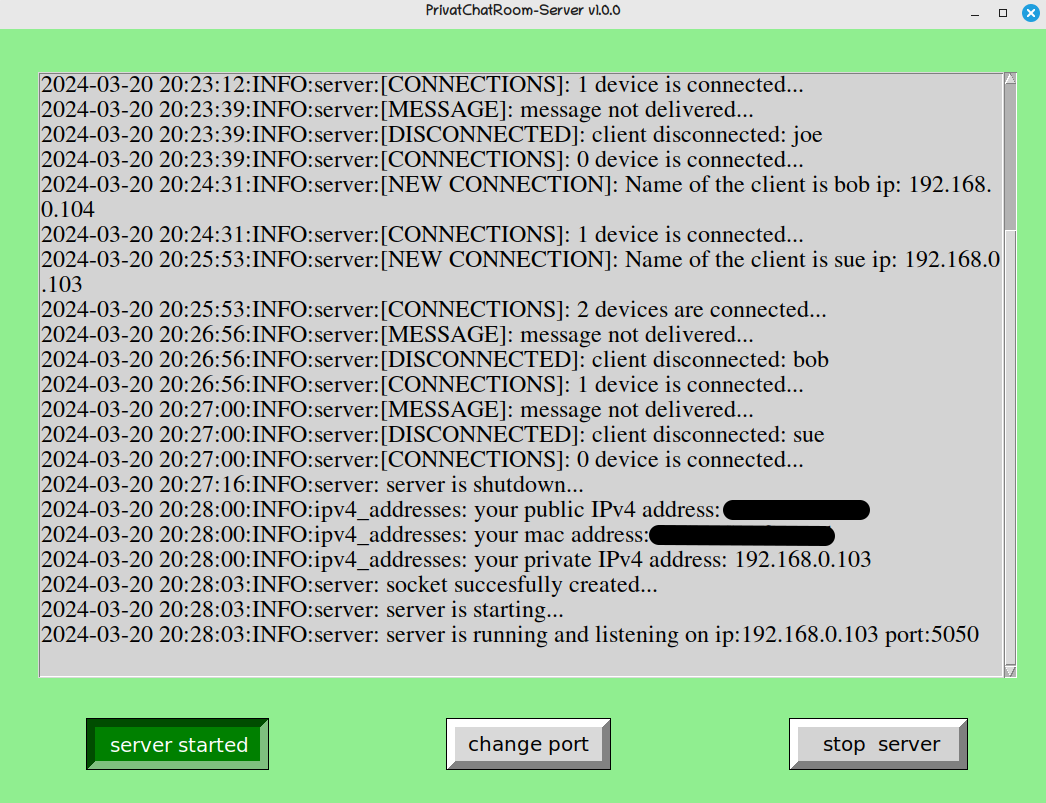 PrivatChatRoom-Server v1.0.0
2024-03-20 20:23:12:INFO:server:[CONNECTIONS]: 1 device is connected...
2024-03-20 20:23:39:INFO:server:[MESSAGE]: message not delivered...
2024-03-20 20:23:39:INFO:server:[DISCONNECTED]: client disconnected: joe
2024-03-20 20:23:39:INFO:server:[CONNECTIONS]: 0 device is connected...
2024-03-20 20:24:31:INFO:server:[NEW CONNECTION]: Name of the client is bob ip: 192.168.
0.104
2024-03-20 20:24:31:INFO:server:[CONNECTIONS]: 1 device is connected...
2024-03-20 20:25:53:INFO:server:[NEW CONNECTION]: Name of the client is sue ip: 192.168.0
.103
2024-03-20 20:25:53:INFO:server:[CONNECTIONS]: 2 devices are connected...
2024-03-20 20:26:56:INFO:server:[MESSAGE]: message not delivered...
2024-03-20 20:26:56:INFO:server:[DISCONNECTED]: client disconnected: bob
2024-03-20 20:26:56:INFO:server:[CONNECTIONS]: 1 device is connected...
2024-03-20 20:27:00:INFO:server:[MESSAGE]: message not delivered...
2024-03-20 20:27:00:INFO:server:[DISCONNECTED]: client disconnected: sue
2024-03-20 20:27:00:INFO:server:[CONNECTIONS]: 0 device is connected...
2024-03-20 20:27:16:INFO:server: server is shutdown...
2024-03-20 20:28:00:INFO:ipv4_addresses: your public IPv4 address:
2024-03-20 20:28:00:INFO:ipv4_addresses: your mac address:
2024-03-20 20:28:00:INFO:ipv4_addresses: your private IPv4 address: 192.168.0.103
2024-03-20 20:28:03:INFO:server: socket succesfully created...
2024-03-20 20:28:03:INFO:server: server is starting...
2024-03-20 20:28:03:INFO:server: server is running and listening on ip:192.168.0.103 port:5050
server started
change port
stop server